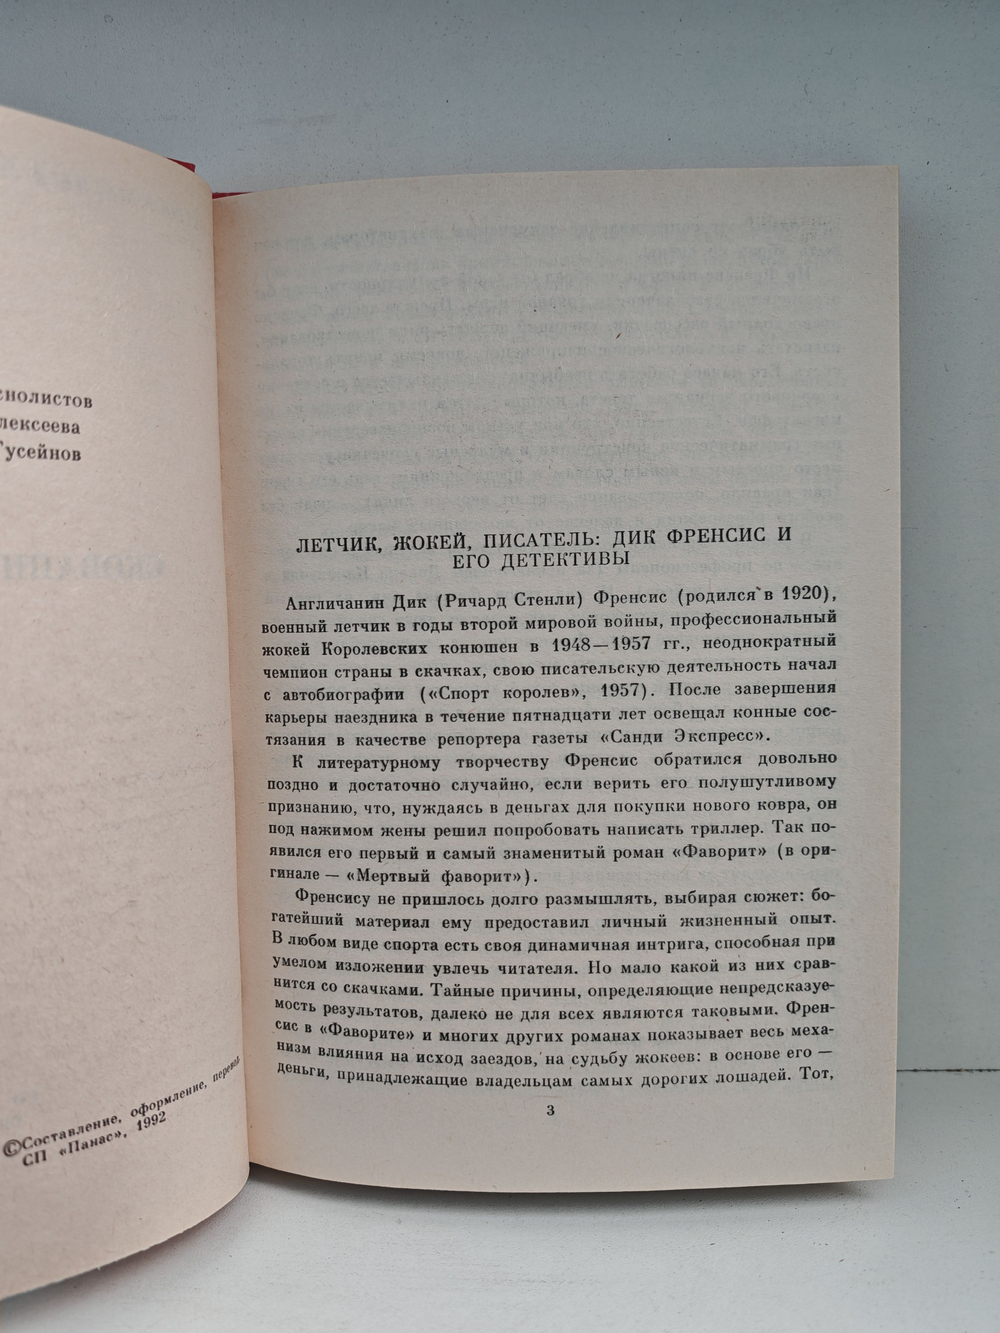 Составление, оформление, перевод,
©
СП «Панас», 1992
ЛЕТЧИК, ЖОКЕЙ, ПИСАТЕЛЬ: ДИК ФРЕНСИС И
ЕГО ДЕТЕКТИВЫ
Англичанин Дик (Ричард Стенли) Френсис (родился в 1920),
военный летчик в годы второй мировой войны, профессиональный
жокей Королевских конюшен в 1948—1957 гг., неоднократный
чемпион страны в скачках, свою писательскую деятельность начал
с автобиографии («Спорт королев», 1957). После завершения
карьеры наездника в течение пятнадцати лет освещал конные сос-
тязания в качестве репортера газеты «Санди Экспресс».
К литературному творчеству Френсис обратился довольно
поздно и достаточно случайно, если верить его полушутливому
признанию, что, нуждаясь в деньгах для покупки нового ковра, он
под нажимом жены решил попробовать написать триллер. Так по-
явился его первый и самый знаменитый роман «Фаворит» (в ори-
гинале — «Мертвый фаворит»).
Френсису не пришлось долго размышлять, выбирая сюжет: бо-
гатейший материал ему предоставил личный жизненный опыт.
В любом виде спорта есть своя динамичная интрига, способная при
умелом изложении увлечь читателя. Но мало какой из них срав-
нится со скачками. Тайные причины, определяющие непредсказуе-
мость результатов, далеко не для всех являются таковыми. Френ-
сис в «Фаворите» и многих других романах показывает весь меха-
низм влияния на исход заездов, на судьбу жокеев: в основе его —
деньги, принадлежащие владельцам самых дорогих лошадей. Тот,
3